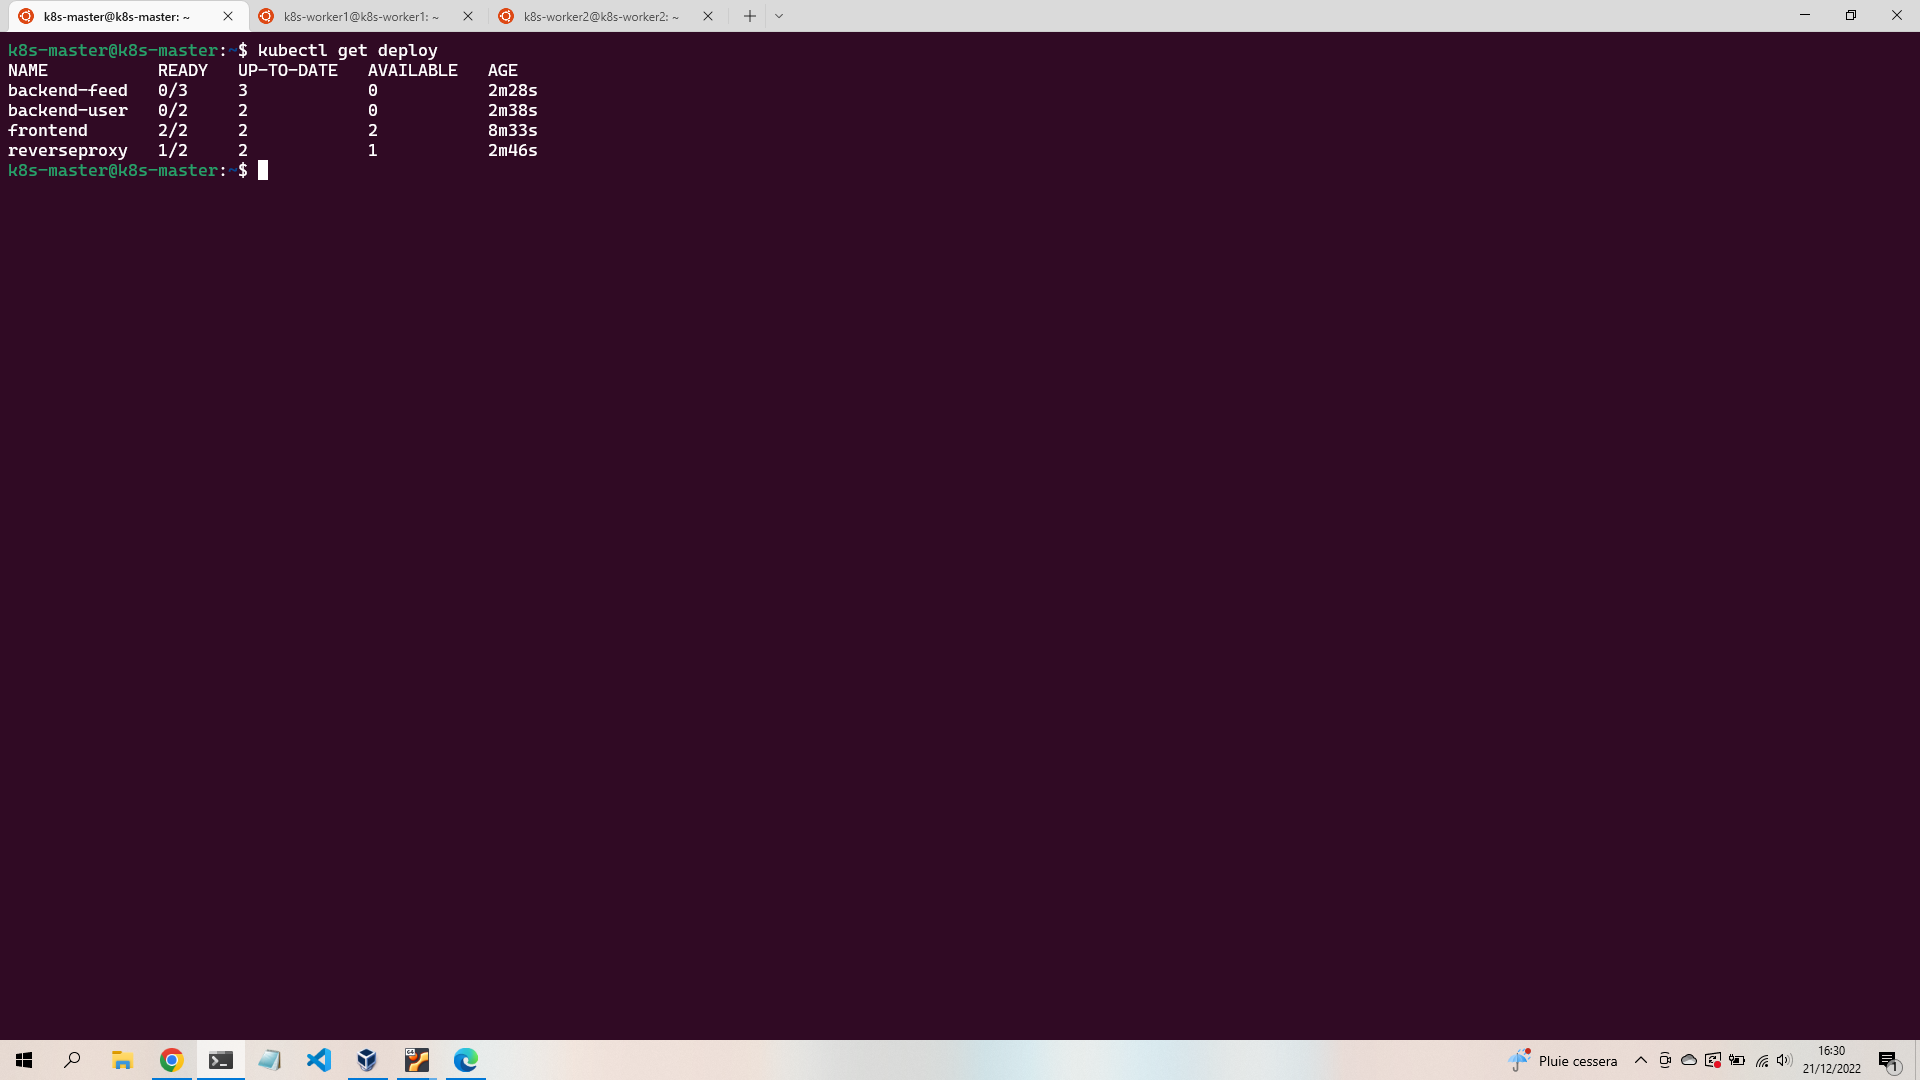 k8s-master@k8s-master: ~
k8s-worker1@k8s-worker1: ~
k8s-worker2@k8s-worker2: ~
k8s-master@k8s-master:~$ kubectl get deploy
NAME READY UP-TO-DATE AVAILABLE AGE
backend-feed 0/3 3 0 2m28s
backend-user 0/2 2 0 2m38s
frontend 2/2 2 2 8m33s
reverseproxy 1/2 2 1 2m46s
k8s-master@k8s-master:~$
Pluie cessera
16:30
21/12/2022
1